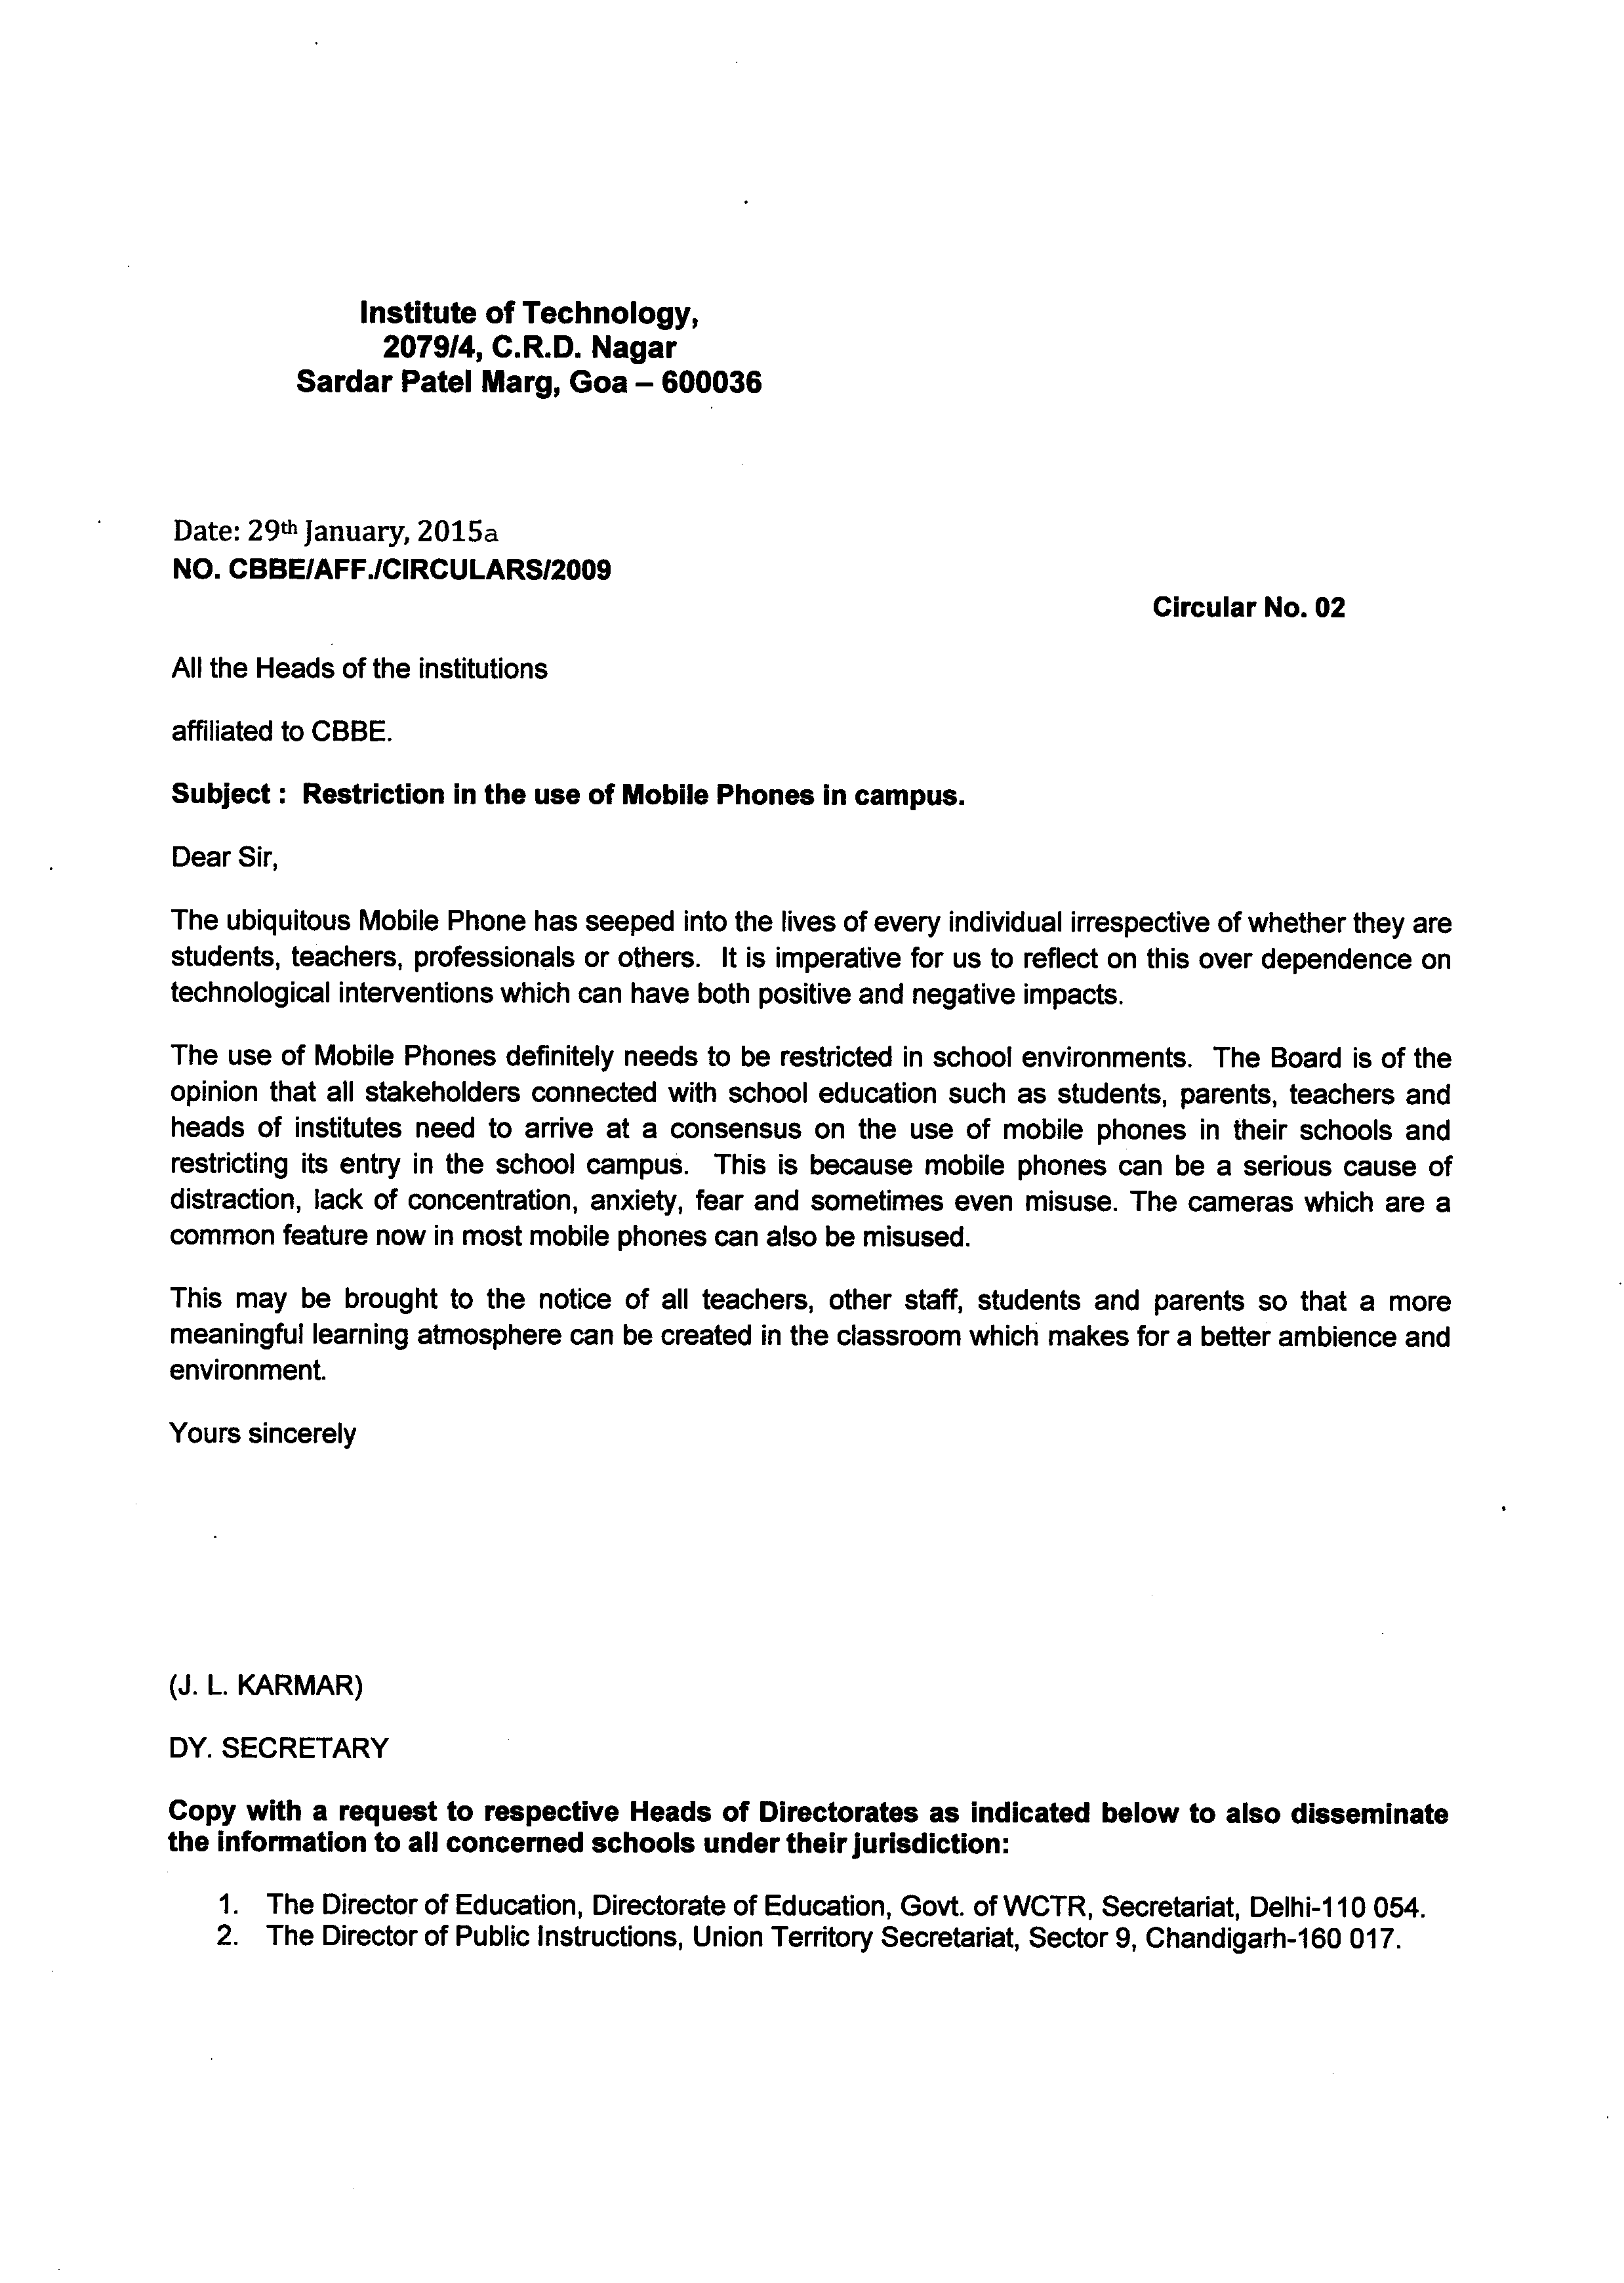 Institute of Technology,
2079/4, C.R.D. Nagar
Sardar Patel Marg, Goa – 600036
Date: 29th January, 2015a
NO. CBBE/AFF./CIRCULARS/2009
Circular No. 02
All the Heads of the institutions
affiliated to CBBE.
Subject : Restriction in the use of Mobile Phones in campus.
Dear Sir,
The ubiquitous Mobile Phone has seeped into the lives of every individual irrespective of whether they are
students, teachers, professionals or others. It is imperative for us to reflect on this over dependence on
technological interventions which can have both positive and negative impacts.
The use of Mobile Phones definitely needs to be restricted in school environments. The Board is of the
opinion that all stakeholders connected with school education such as students, parents, teachers and
heads of institutes need to arrive at a consensus on the use of mobile phones in their schools and
restricting its entry in the school campus. This is because mobile phones can be a serious cause of
distraction, lack of concentration, anxiety, fear and sometimes even misuse. The cameras which are a
common feature now in most mobile phones can also be misused.
This may be brought to the notice of all teachers, other staff, students and parents so that a more
meaningful learning atmosphere can be created in the classroom which makes for a better ambience and
environment.
Yours sincerely
(J. L. KARMAR)
DY. SECRETARY
Copy with a request to respective Heads of Directorates as indicated below to also disseminate
the information to all concerned schools under their jurisdiction:
1. The Director of Education, Directorate of Education, Govt. of WCTR, Secretariat, Delhi-110 054.
2. The Director of Public Instructions, Union Territory Secretariat, Sector 9, Chandigarh-160 017.